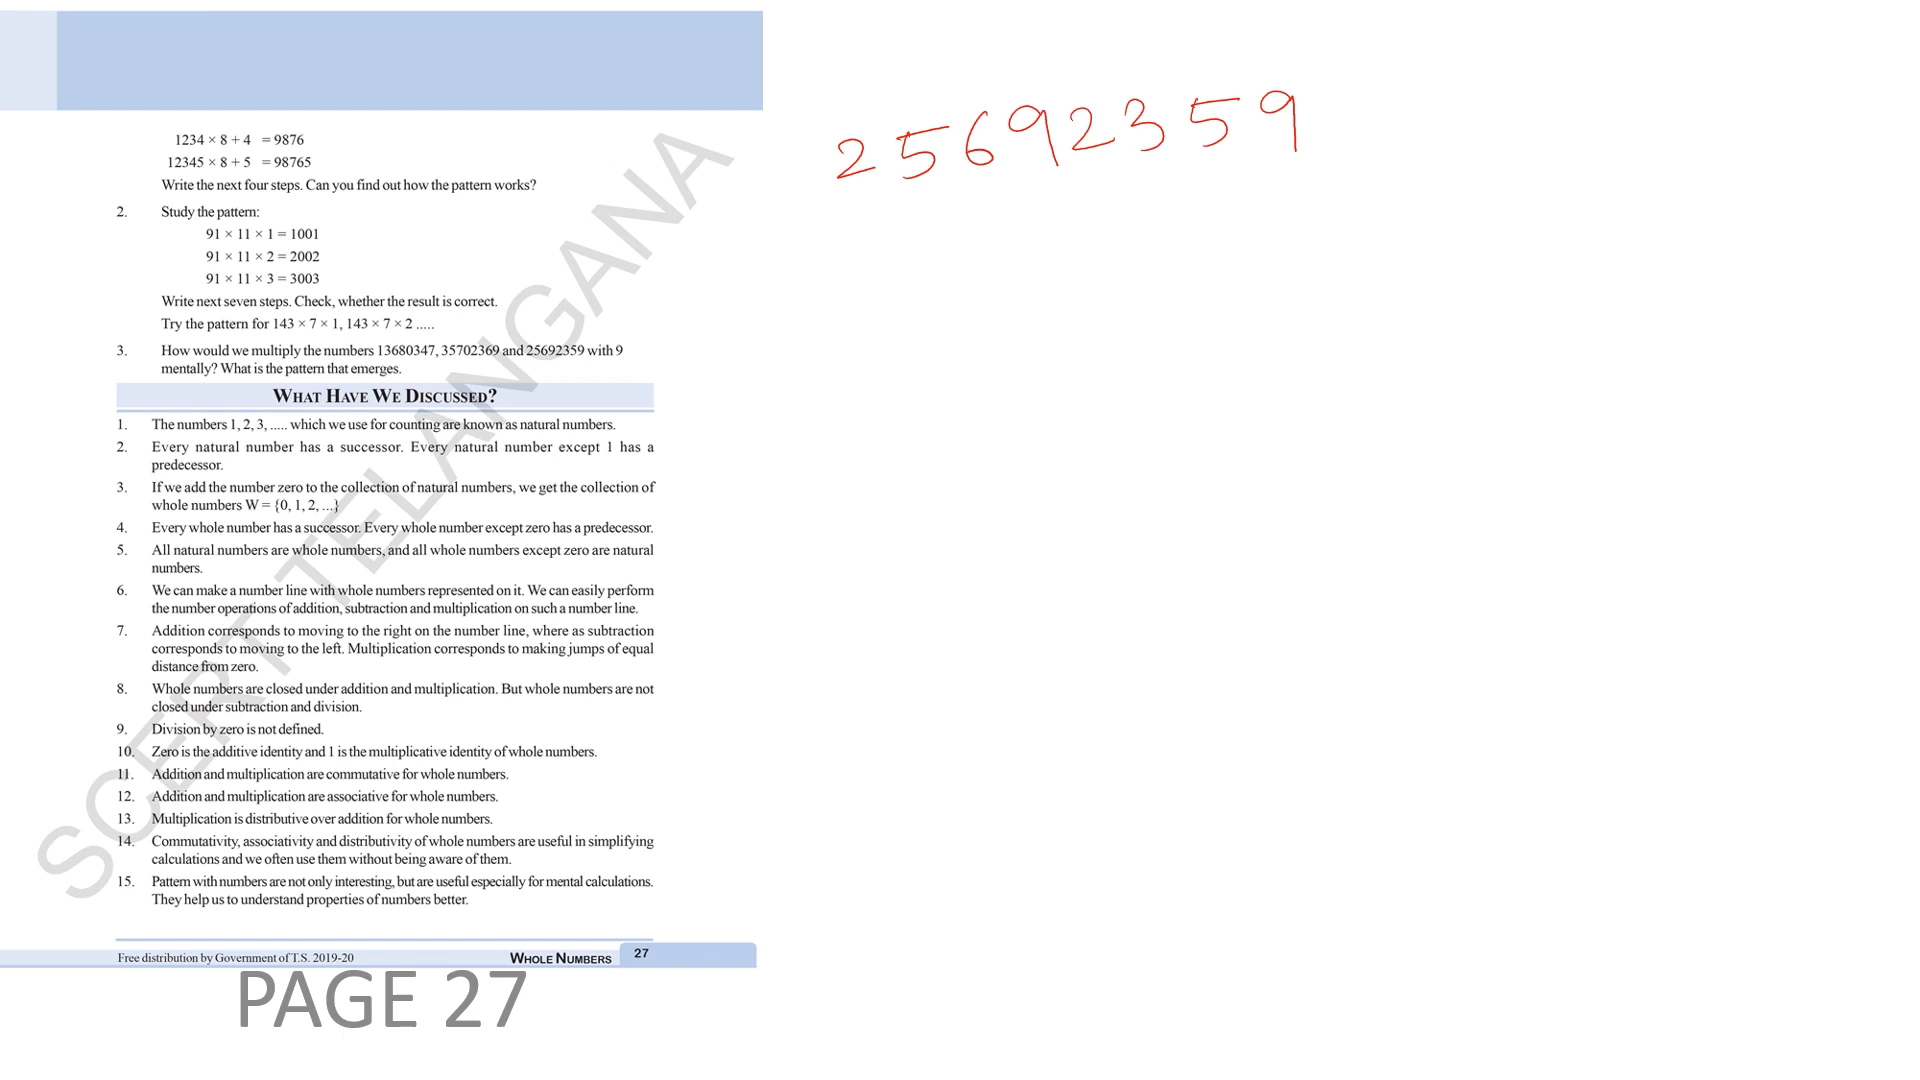 1234 × 8 + 4 = 9876
12345 × 8 + 5 = 98765
Write the next four steps. Can you find out how the pattern works?
2. Study the pattern:
91 × 11 × 1 = 1001
91 × 11 × 2 = 2002
91 × 11 × 3 = 3003
Write next seven steps. Check, whether the result is correct.
Try the pattern for 143 × 7 × 1, 143 × 7 × 2 .....
3. How would we multiply the numbers 13680347, 35702369 and 25692359 with 9
mentally? What is the pattern that emerges.
WHAT HAVE WE DISCUSSED?
1. The numbers 1, 2, 3, ..... which we use for counting are known as natural numbers.
2. Every natural number has a successor. Every natural number except 1 has a
predecessor.
3. If we add the number zero to the collection of natural numbers, we get the collection of
whole numbers W = {0, 1, 2, ...}
4. Every whole number has a successor. Every whole number except zero has a predecessor.
5. All natural numbers are whole numbers, and all whole numbers except zero are natural
numbers.
6. We can make a number line with whole numbers represented on it. We can easily perform
the number operations of addition, subtraction and multiplication on such a number line.
7. Addition corresponds to moving to the right on the number line, where as subtraction
corresponds to moving to the left. Multiplication corresponds to making jumps of equal
distance from zero.
8. Whole numbers are closed under addition and multiplication. But whole numbers are not
closed under subtraction and division.
9. Division by zero is not defined.
10. Zero is the additive identity and 1 is the multiplicative identity of whole numbers.
11. Addition and multiplication are commutative for whole numbers.
12. Addition and multiplication are associative for whole numbers.
13. Multiplication is distributive over addition for whole numbers.
14. Commutativity, associativity and distributivity of whole numbers are useful in simplifying
calculations and we often use them without being aware of them.
15. Pattern with numbers are not only interesting, but are useful especially for mental calculations.
They help us to understand properties of numbers better.
SCERT TELANGANA
Free distribution by Government of T.S. 2019-20 WHOLE NUMBERS 27
PAGE 27
25692359